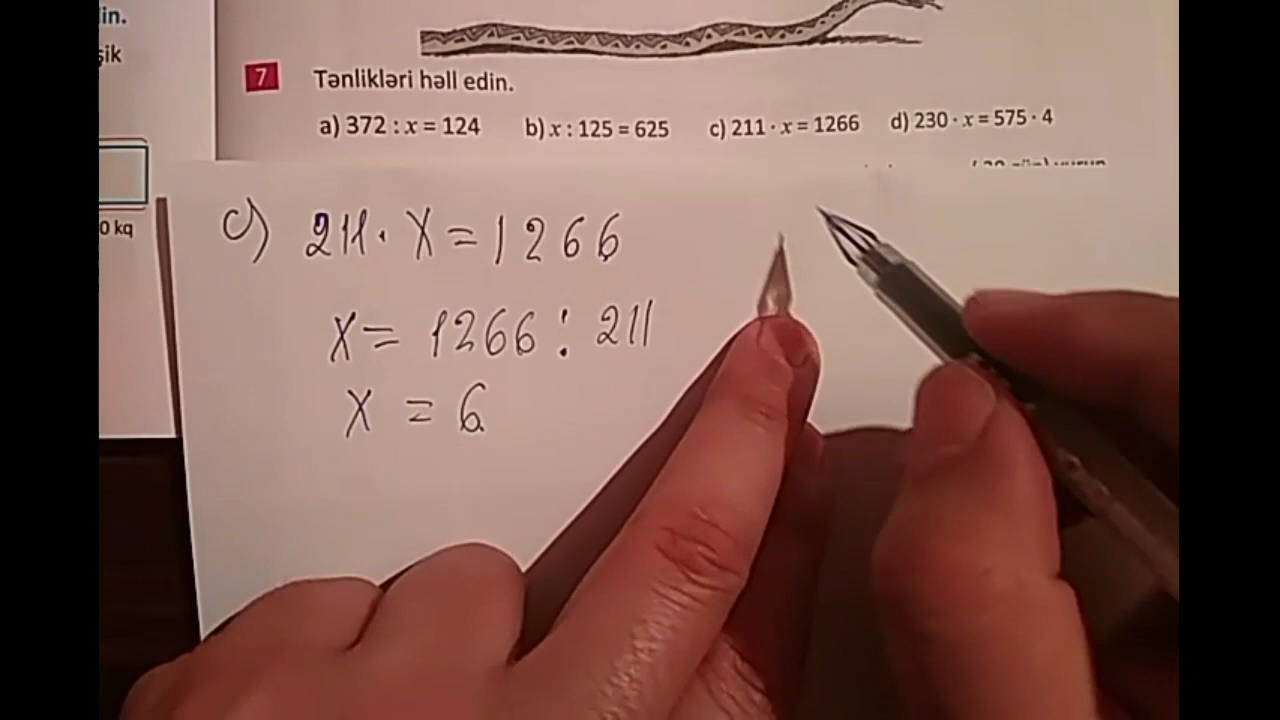 in.
şik
7 Tənlikləri həll edin.
a) 372 : x = 124 b) x : 125 = 625 c) 211 · x = 1266 d) 230 · x = 575 · 4
0 kq
c) 211 · x = 1266
x = 1266 : 211
x = 6